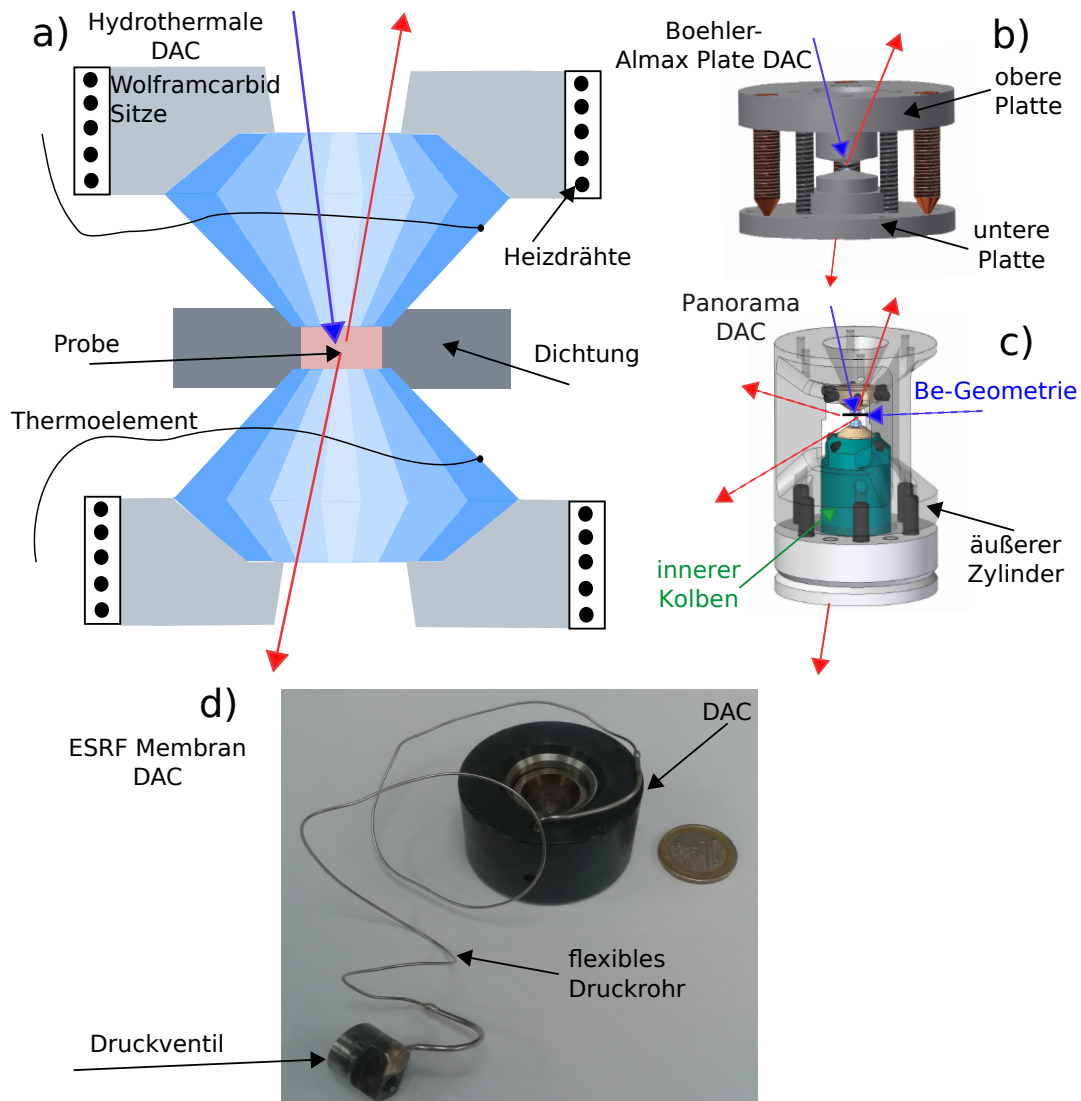 a)
Hydrothermale
DAC
Wolframcarbid
Sitze
Heizdrähte
Probe
Dichtung
Thermoelement
b)
Boehler-
Almax Plate DAC
obere
Platte
untere
Platte
Panorama
DAC
c)
Be-Geometrie
innerer
Kolben
äußerer
Zylinder
d)
ESRF Membran
DAC
DAC
flexibles
Druckrohr
Druckventil